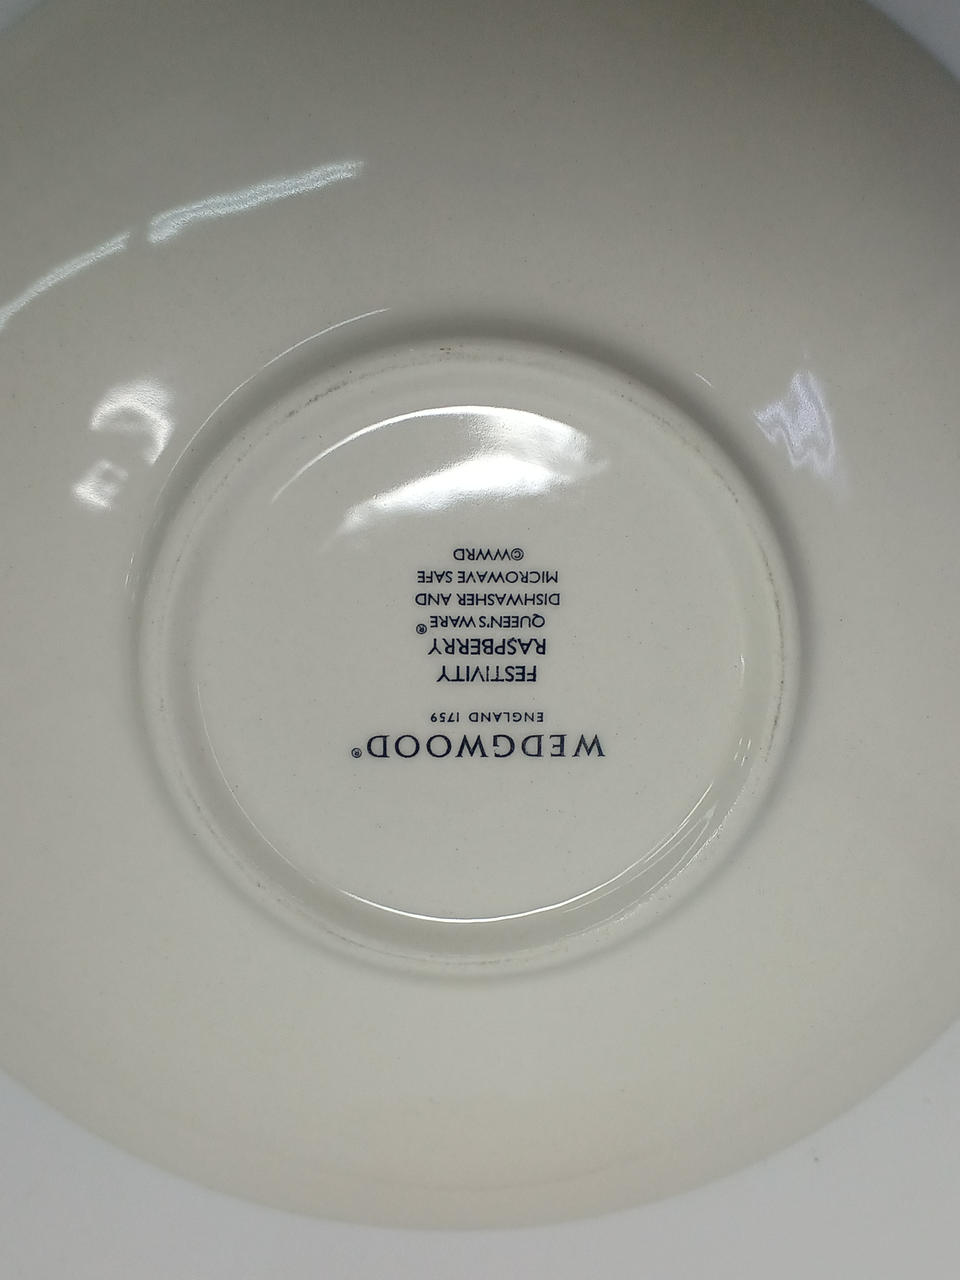 WEDGWOOD®
ENGLAND 1759
FESTIVITY
RASPBERRY
QUEEN'S WARE®
DISHWASHER AND
MICROWAVE SAFE
©WWRD